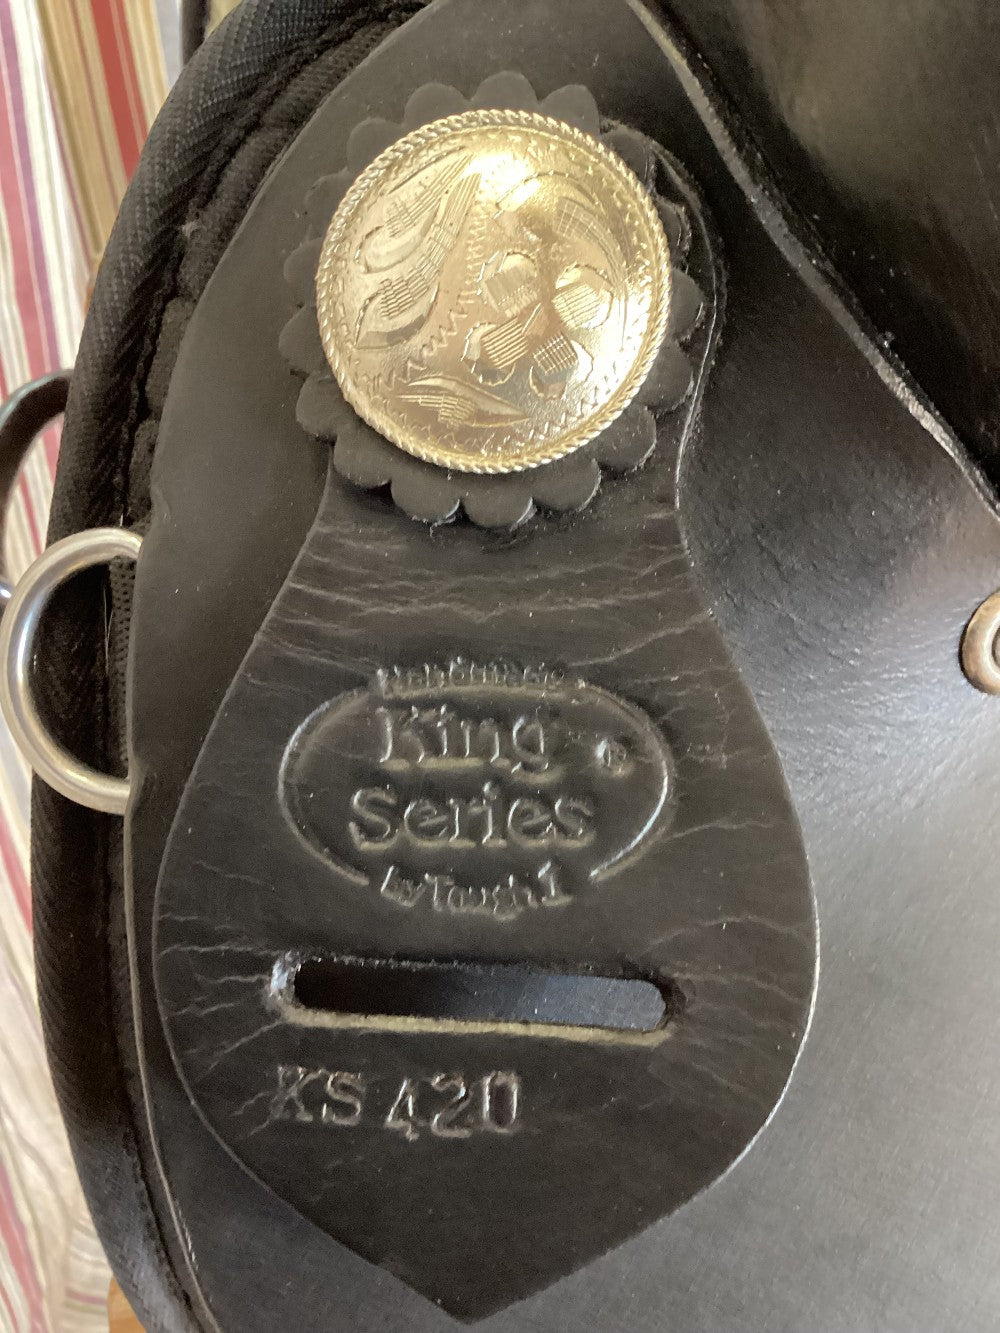 King ®
Series
by Tough 1
KS 420